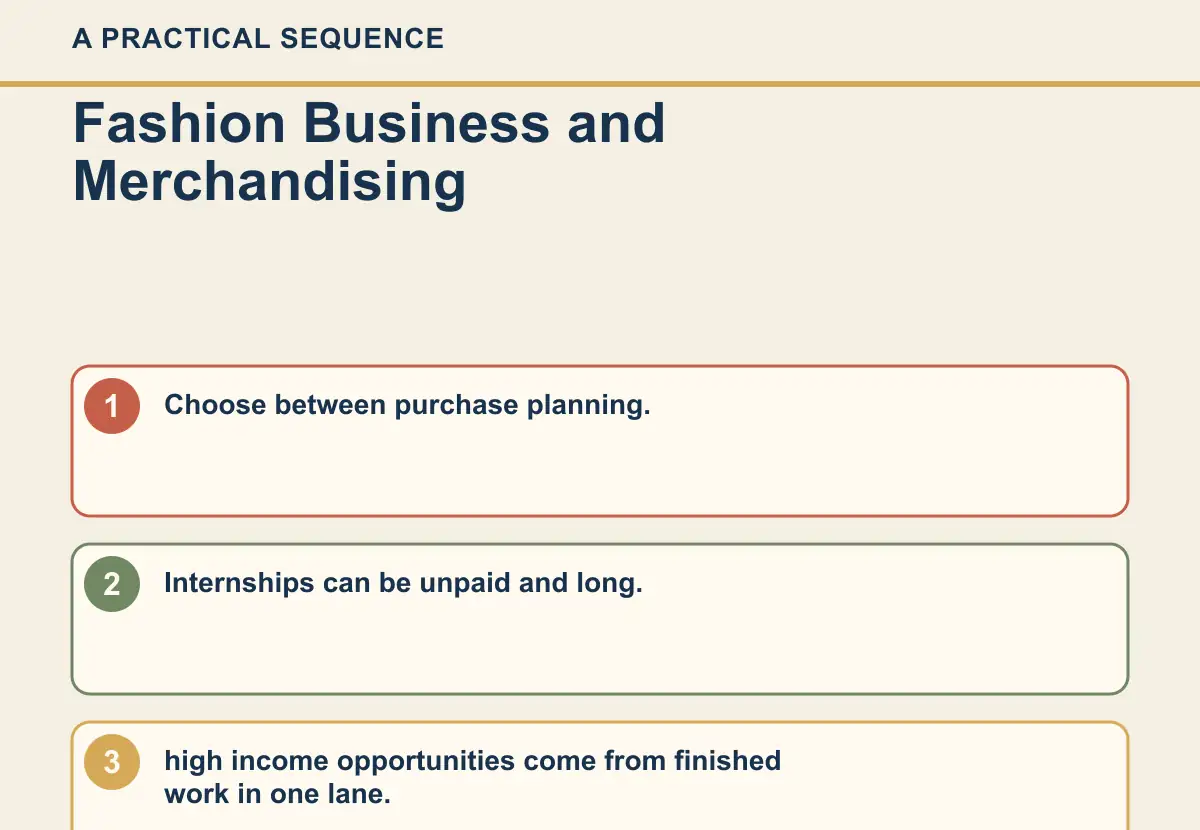 A PRACTICAL SEQUENCE
Fashion Business and
Merchandising
1
Choose between purchase planning.
2
Internships can be unpaid and long.
3
high income opportunities come from finished
work in one lane.